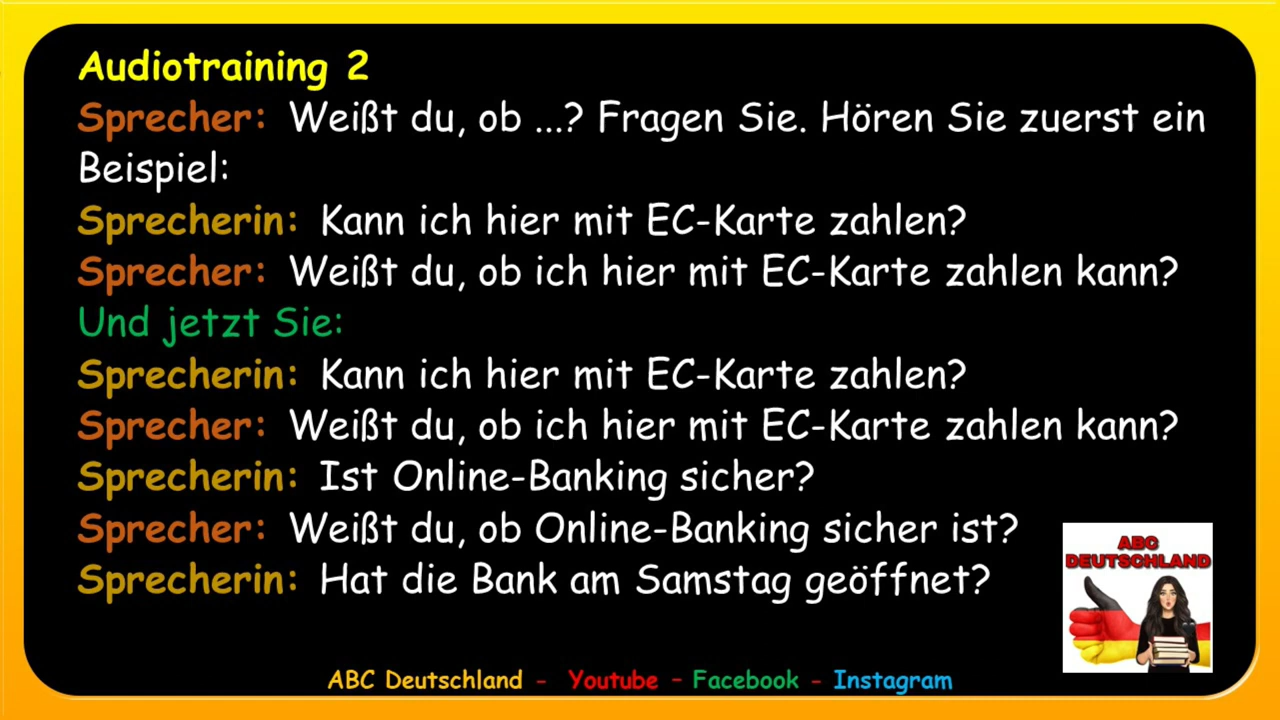 Audiotraining 2
Sprecher: Weißt du, ob ...? Fragen Sie. Hören Sie zuerst ein
Beispiel:
Sprecherin: Kann ich hier mit EC-Karte zahlen?
Sprecher: Weißt du, ob ich hier mit EC-Karte zahlen kann?
Und jetzt Sie:
Sprecherin: Kann ich hier mit EC-Karte zahlen?
Sprecher: Weißt du, ob ich hier mit EC-Karte zahlen kann?
Sprecherin: Ist Online-Banking sicher?
Sprecher: Weißt du, ob Online-Banking sicher ist?
Sprecherin: Hat die Bank am Samstag geöffnet?
ABC
DEUTSCHLAND
ABC Deutschland - Youtube - Facebook - Instagram